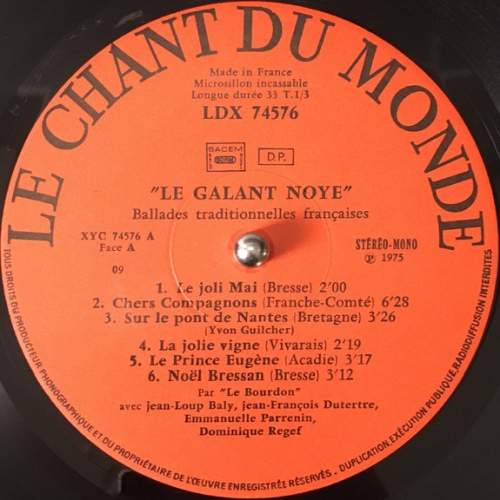 LE CHANT DU MONDE
Made in France
Microsillon incassable
Longue durée 33 T.1/3
LDX 74576
SACEM
D.P.
"LE GALANT NOYE"
Ballades traditionnelles françaises
XYC 74576 A
Face A
09
STÉRÉO-MONO
Ⓟ 1975
1. Le joli Mai (Bresse) 2'00
2. Chers Compagnons (Franche-Comté) 6'28
3. Sur le pont de Nantes (Bretagne) 3'26
(Yvon Guilcher)
4. La jolie vigne (Vivarais) 2'19
5. Le Prince Eugène (Acadie) 3'17
6. Noël Bressan (Bresse) 3'12
Par "Le Bourdon"
avec jean-Loup Baly, jean-François Dutertre,
Emmanuelle Parrenin,
Dominique Regef
TOUS DROITS DU PRODUCTEUR PHONOGRAPHIQUE ET DU PROPRIÉTAIRE DE L'ŒUVRE ENREGISTRÉE RÉSERVÉS - DUPLICATION, EXÉCUTION PUBLIQUE, RADIODIFFUSION INTERDITES